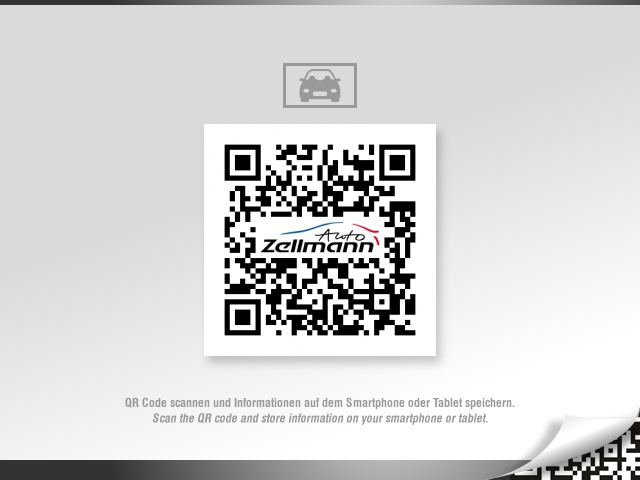 Auto
Zellmann
QR Code scannen und Informationen auf dem Smartphone oder Tablet speichern.
Scan the QR code and store information on your smartphone or tablet.